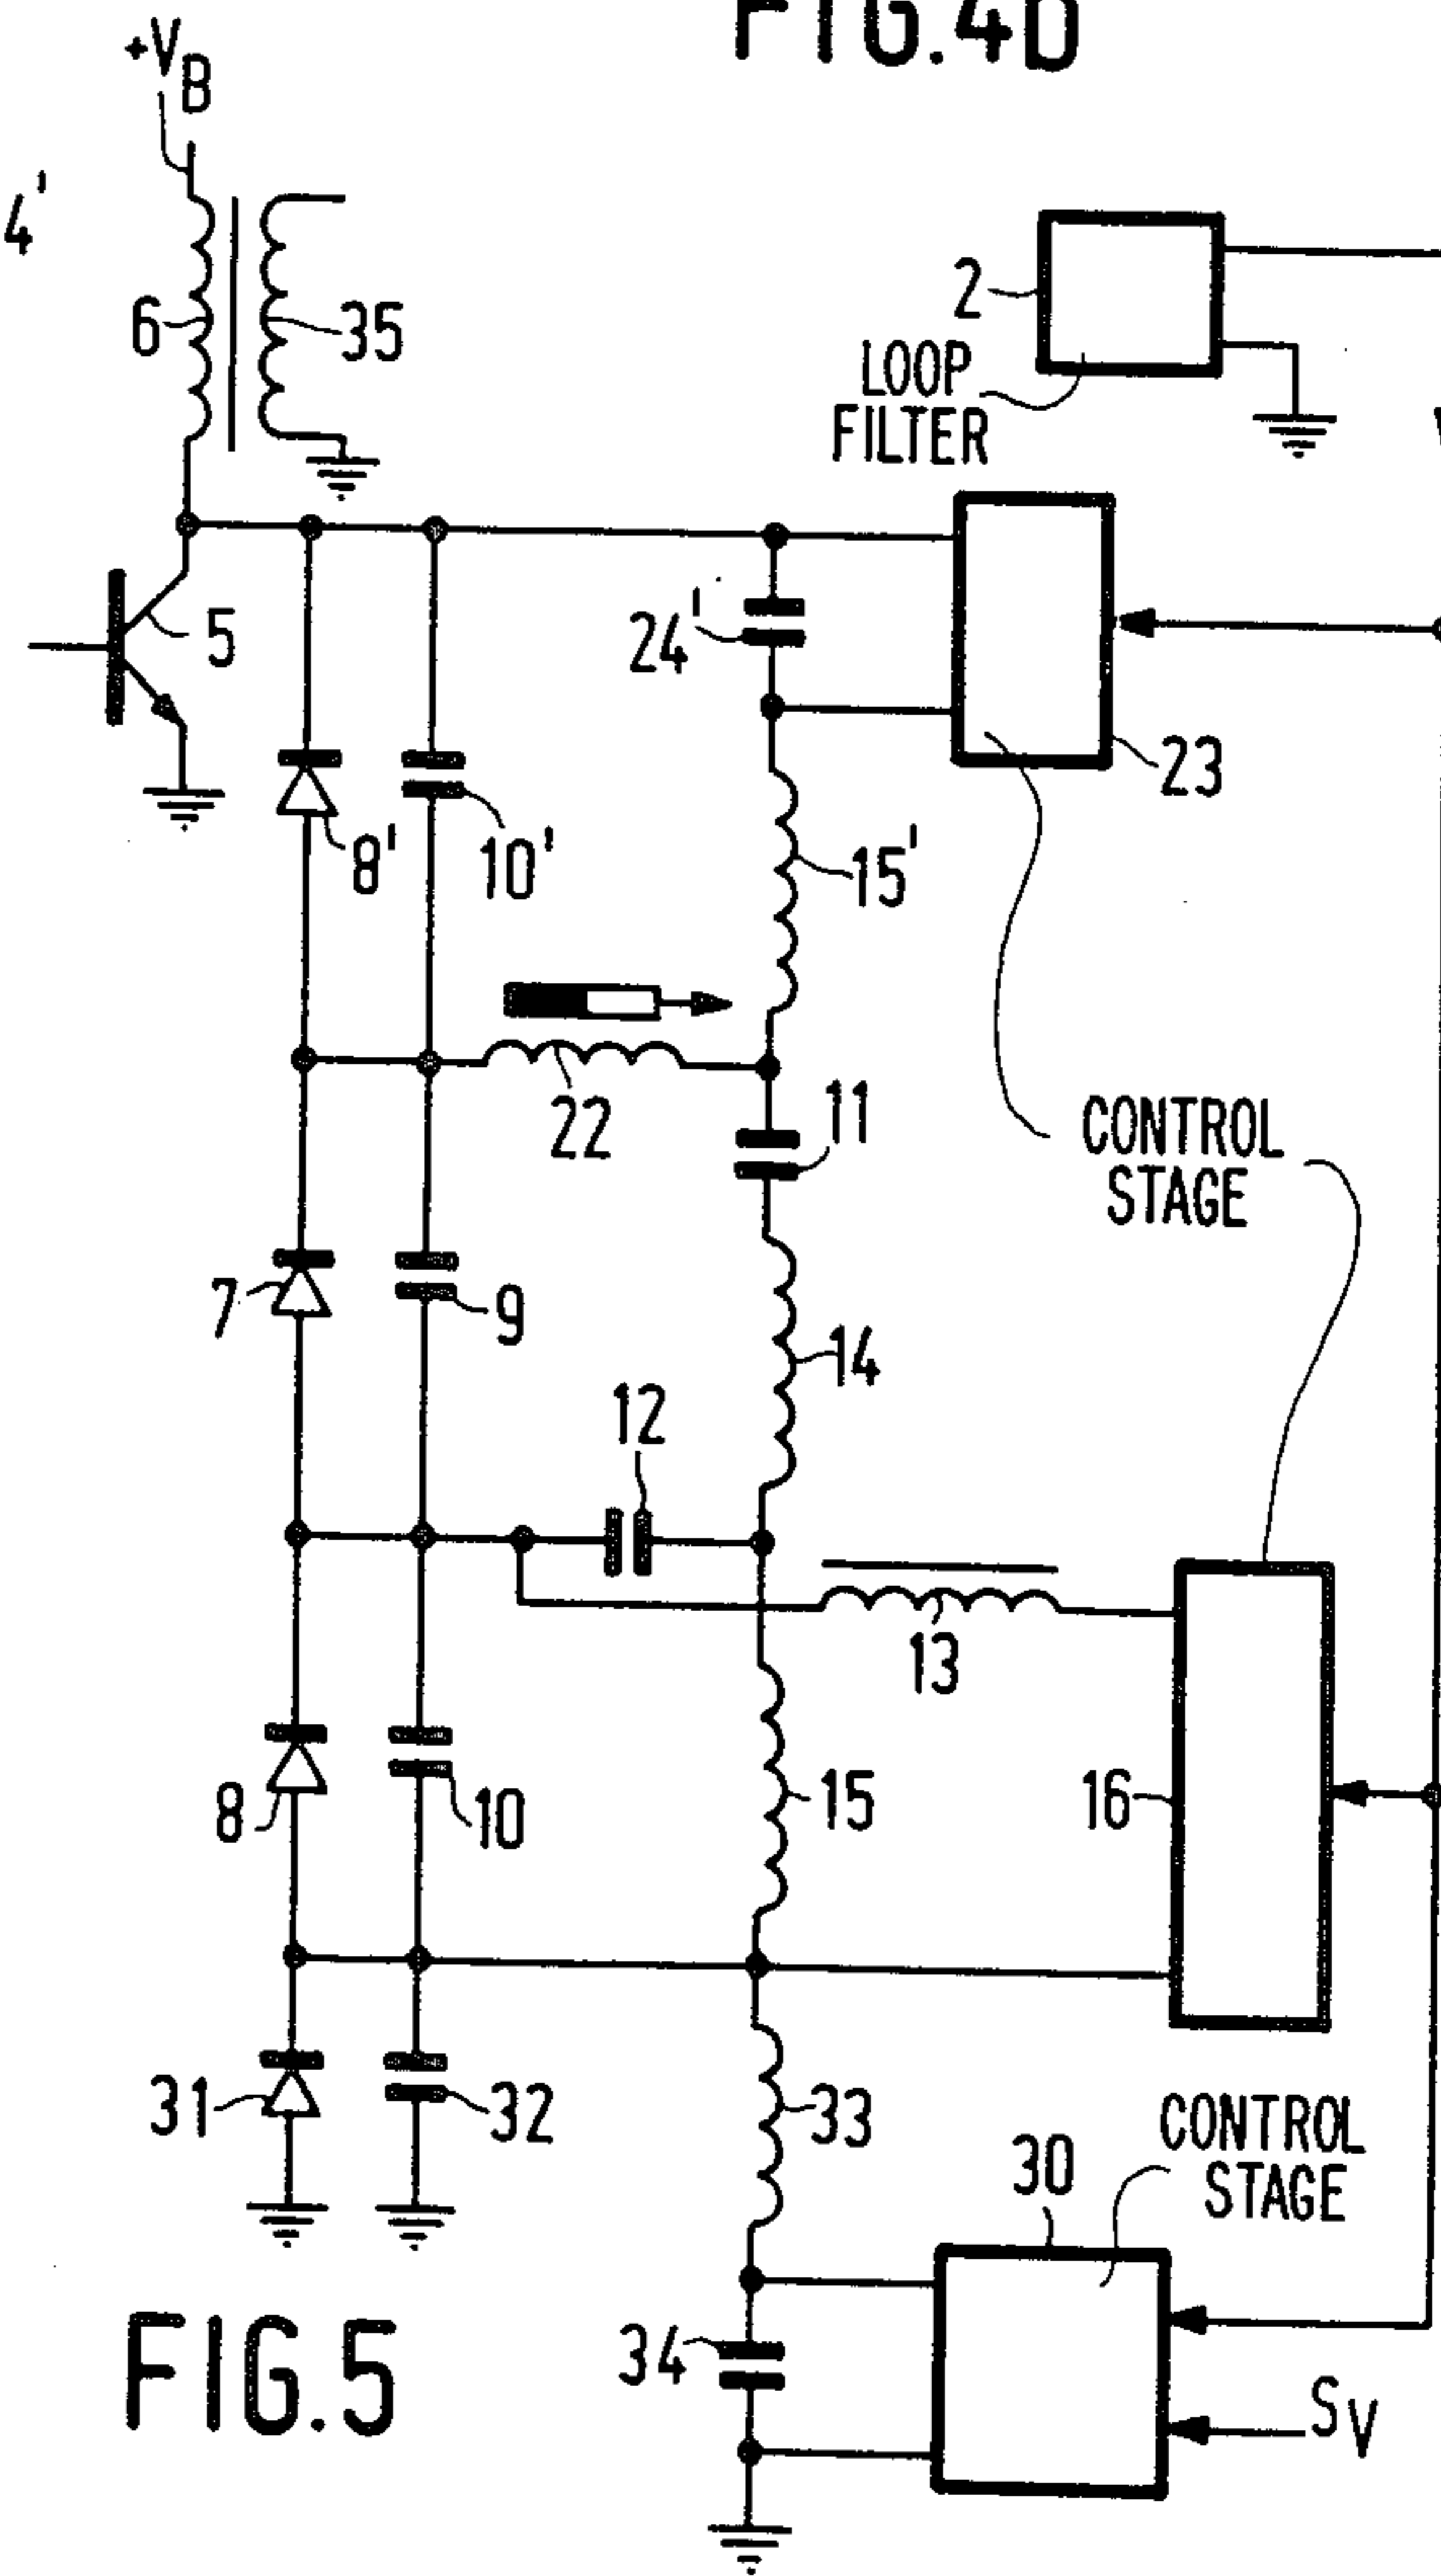 FIG.4D
+VB
4'
6
35
2
LOOP
FILTER
5
24'
23
8'
10'
15'
22
11
CONTROL
STAGE
7
9
14
12
13
8
10
15
16
31
32
33
CONTROL
STAGE
30
34
SV
FIG.5